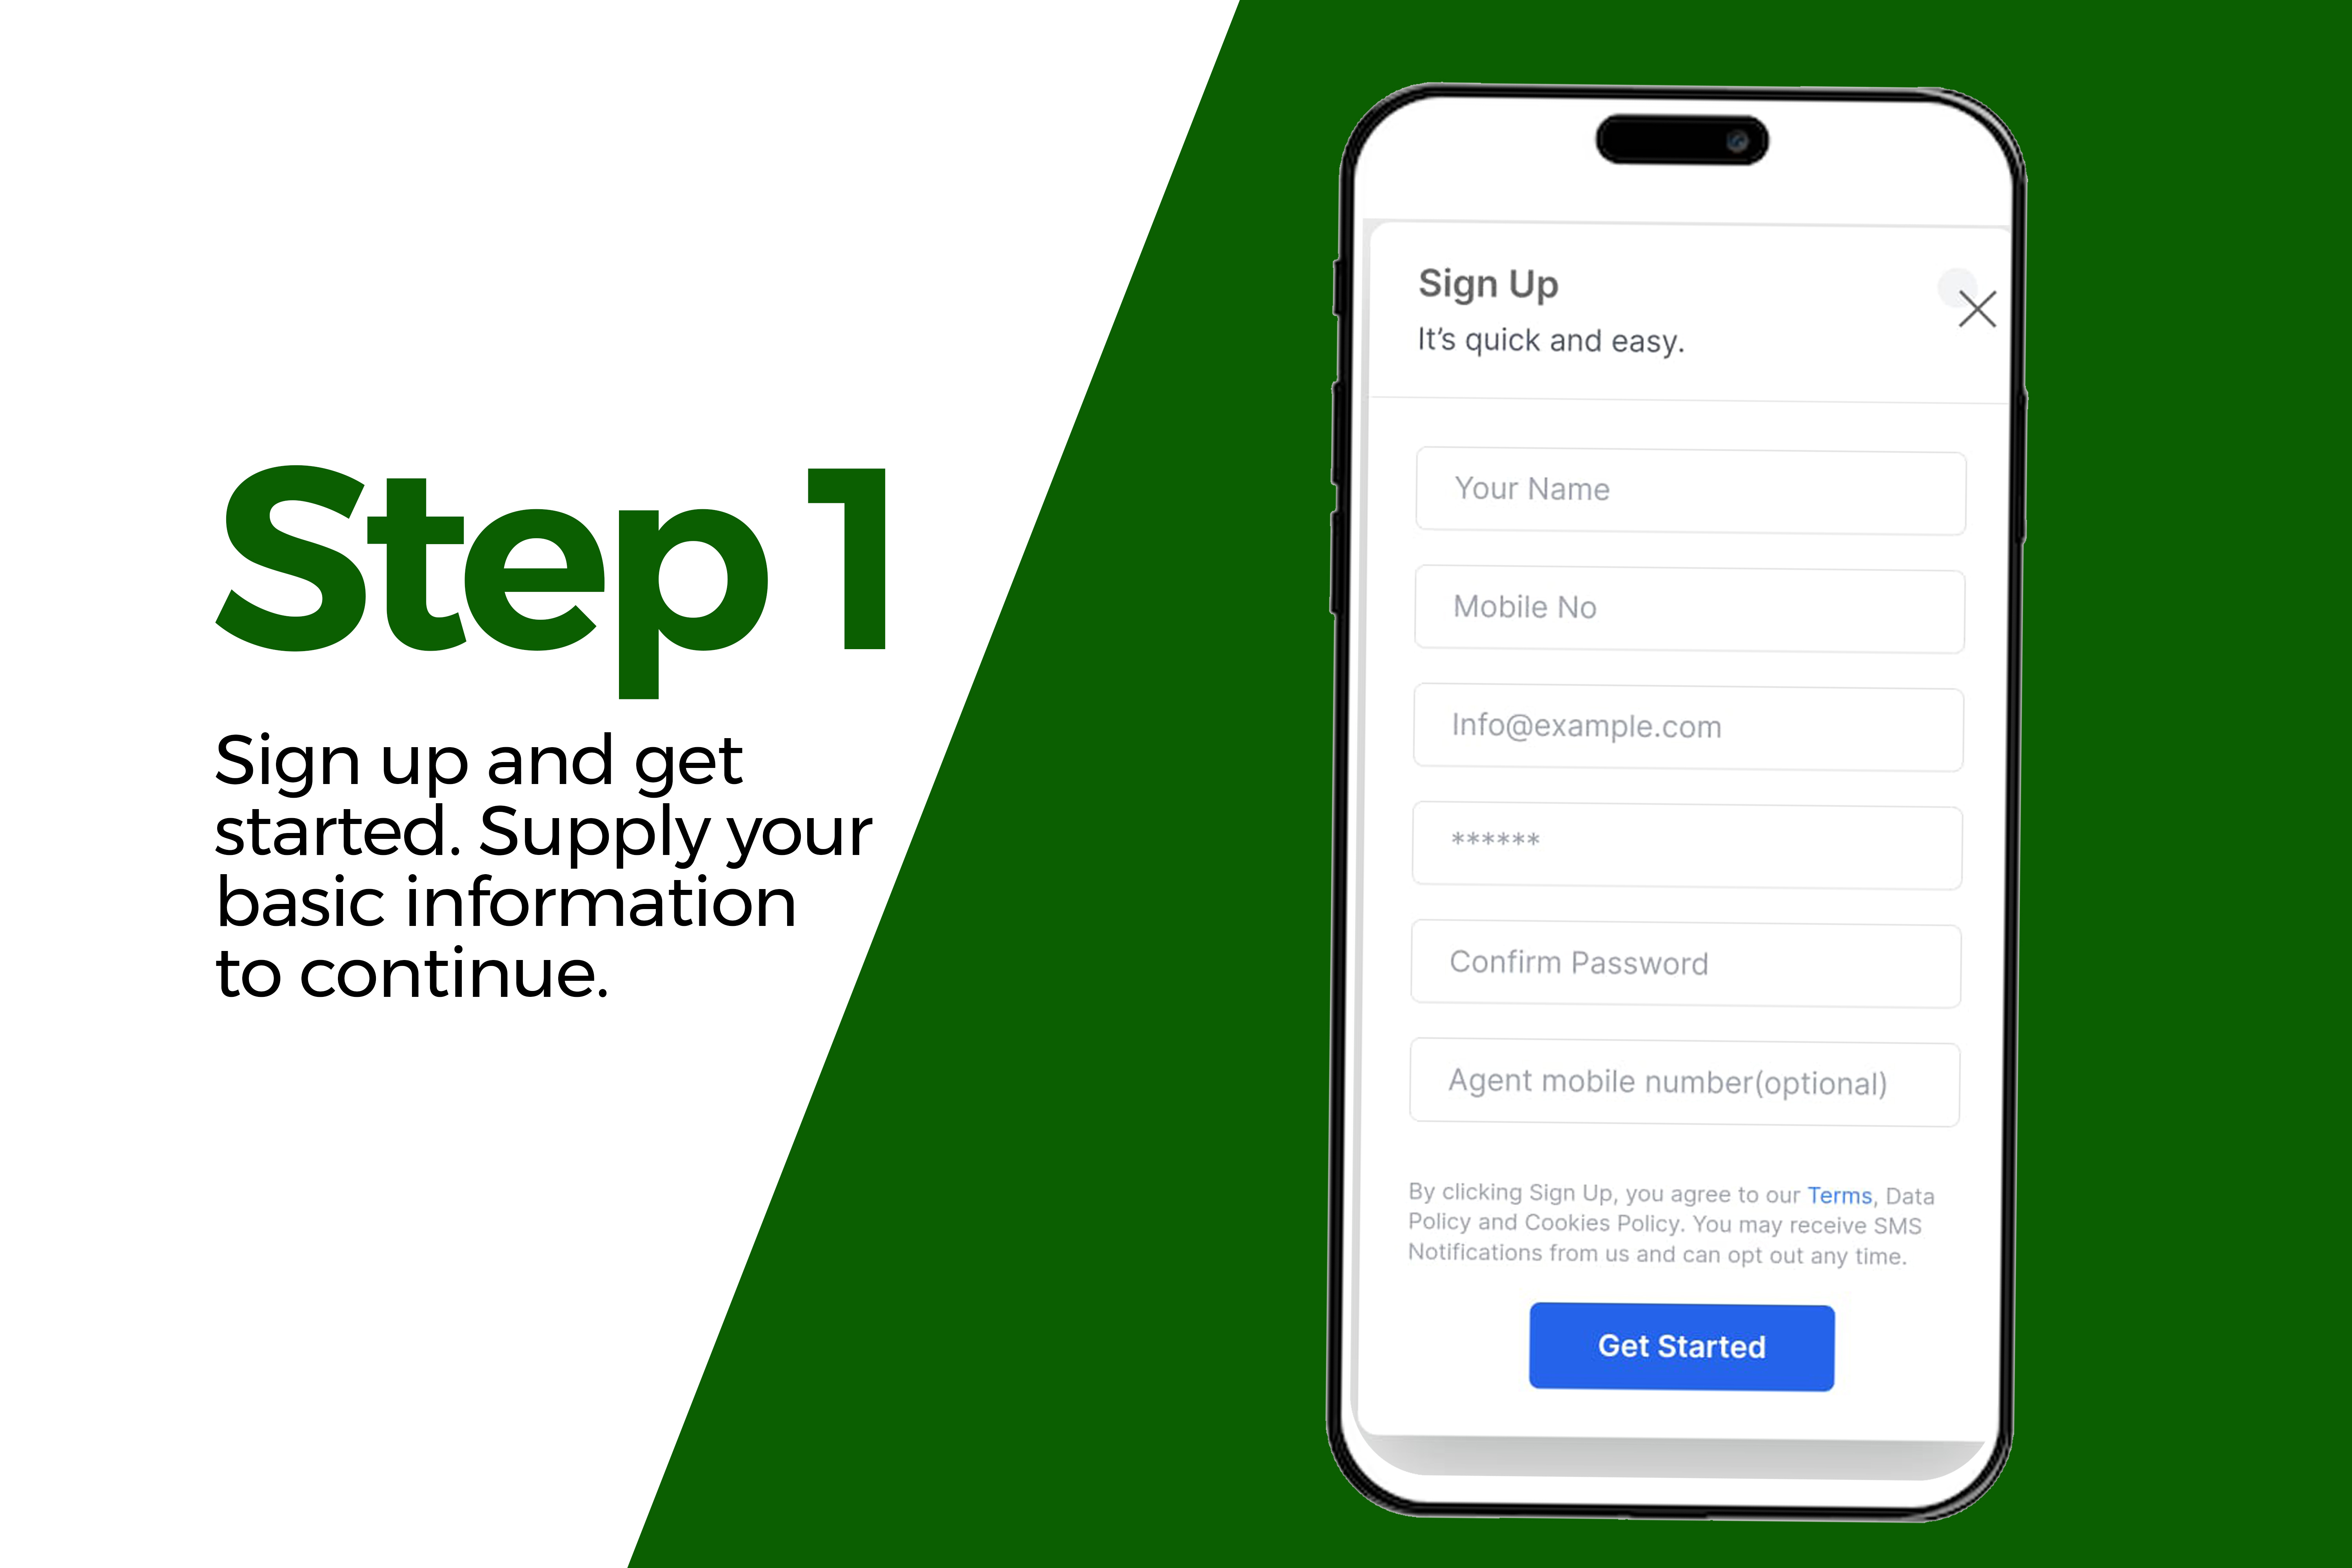 Step 1
Sign up and get
started. Supply your
basic information
to continue.
Sign Up
It's quick and easy.
Your Name
Mobile No
Info@example.com
******
Confirm Password
Agent mobile number(optional)
By clicking Sign Up, you agree to our Terms, Data
Policy and Cookies Policy. You may receive SMS
Notifications from us and can opt out any time.
Get Started